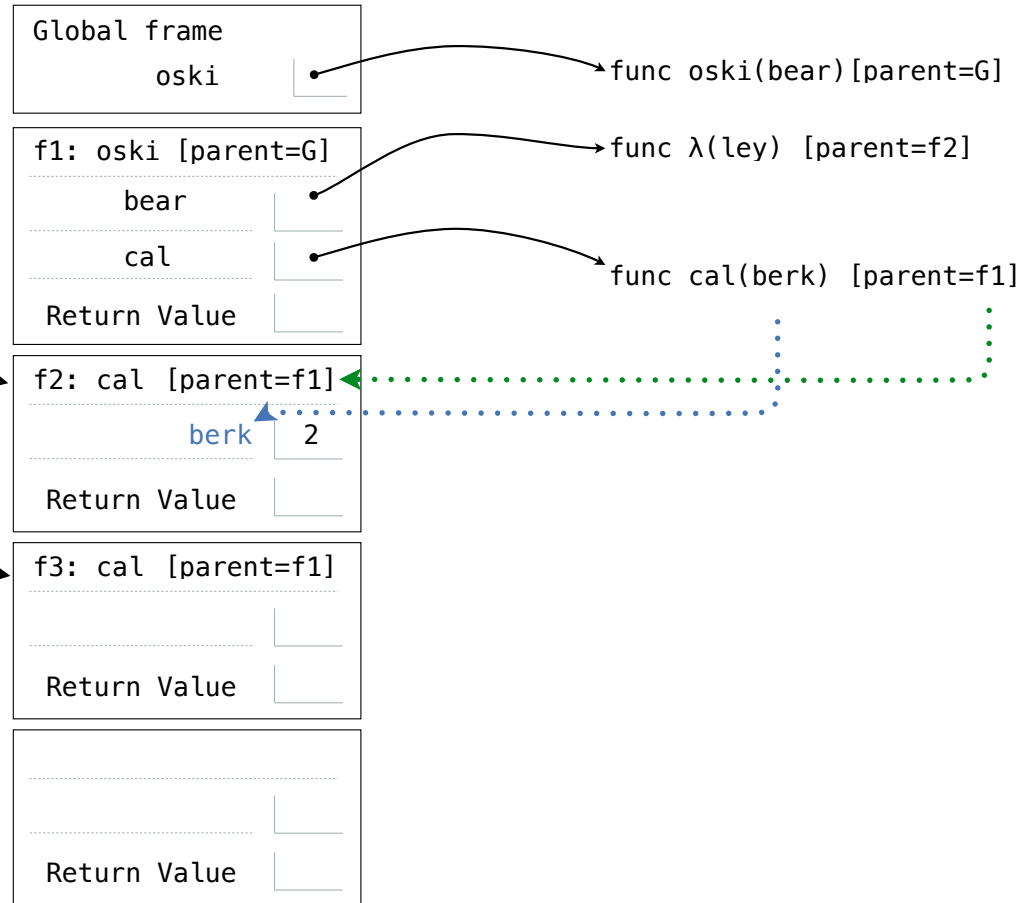 Global frame
oski
func oski(bear)[parent=G]
f1: oski [parent=G]
func λ(ley) [parent=f2]
bear
cal
func cal(berk) [parent=f1]
Return Value
f2: cal [parent=f1]
berk 2
Return Value
f3: cal [parent=f1]
Return Value
Return Value